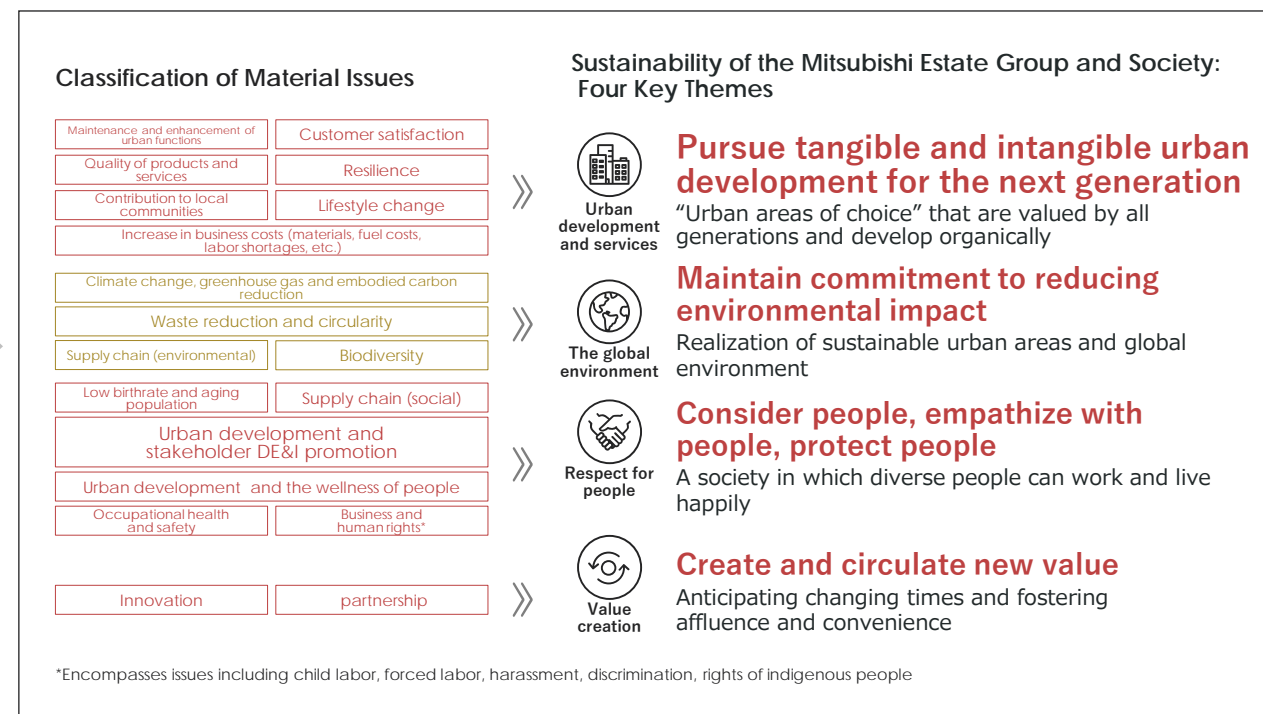 Classification of Material Issues
Sustainability of the Mitsubishi Estate Group and Society:
Four Key Themes
Maintenance and enhancement of
urban functions
Customer satisfaction
Quality of products and
services
Resilience
Contribution to local
communities
Lifestyle change
Increase in business costs (materials, fuel costs,
labor shortages, etc.)
Urban
development
and services
Pursue tangible and intangible urban
development for the next generation
“Urban areas of choice” that are valued by all
generations and develop organically
Climate change, greenhouse gas and embodied carbon
reduction
Waste reduction and circularity
Supply chain (environmental)
Biodiversity
The global
environment
Maintain commitment to reducing
environmental impact
Realization of sustainable urban areas and global
environment
Low birthrate and aging
population
Supply chain (social)
Urban development and
stakeholder DE&I promotion
Urban development and the wellness of people
Occupational health
and safety
Business and
human rights*
Respect for
people
Consider people, empathize with
people, protect people
A society in which diverse people can work and live
happily
Innovation
partnership
Value
creation
Create and circulate new value
Anticipating changing times and fostering
affluence and convenience
*Encompasses issues including child labor, forced labor, harassment, discrimination, rights of indigenous people